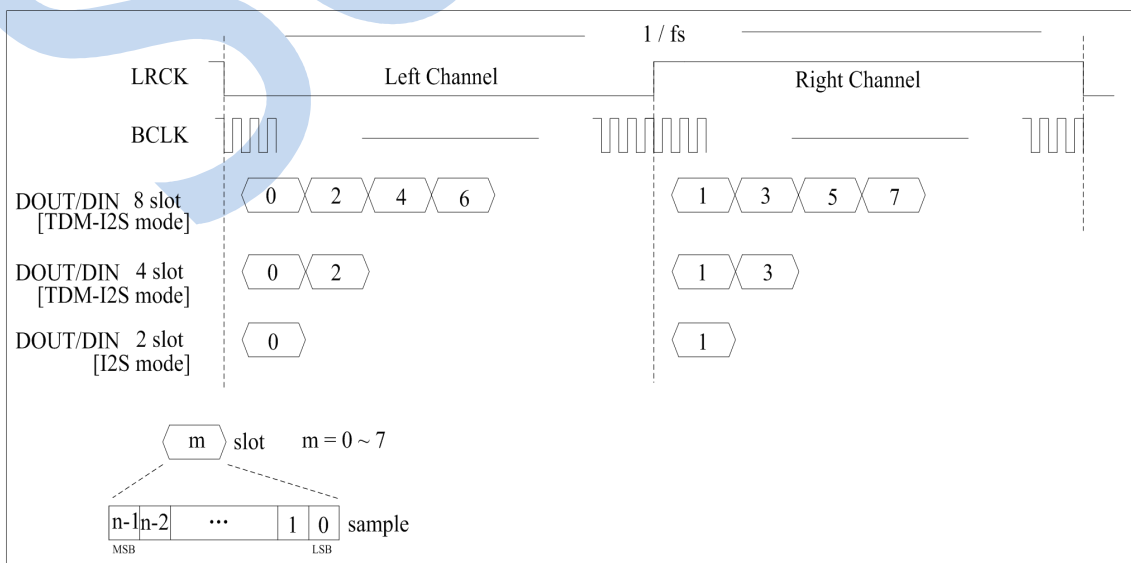 1 / fs
LRCK Left Channel Right Channel
BCLK
DOUT/DIN 8 slot 0 2 4 6 1 3 5 7
[TDM-I2S mode]
DOUT/DIN 4 slot 0 2 1 3
[TDM-I2S mode]
DOUT/DIN 2 slot 0 1
[I2S mode]
m slot m = 0 ~ 7
n-1 n-2 ••• 1 0 sample
MSB LSB